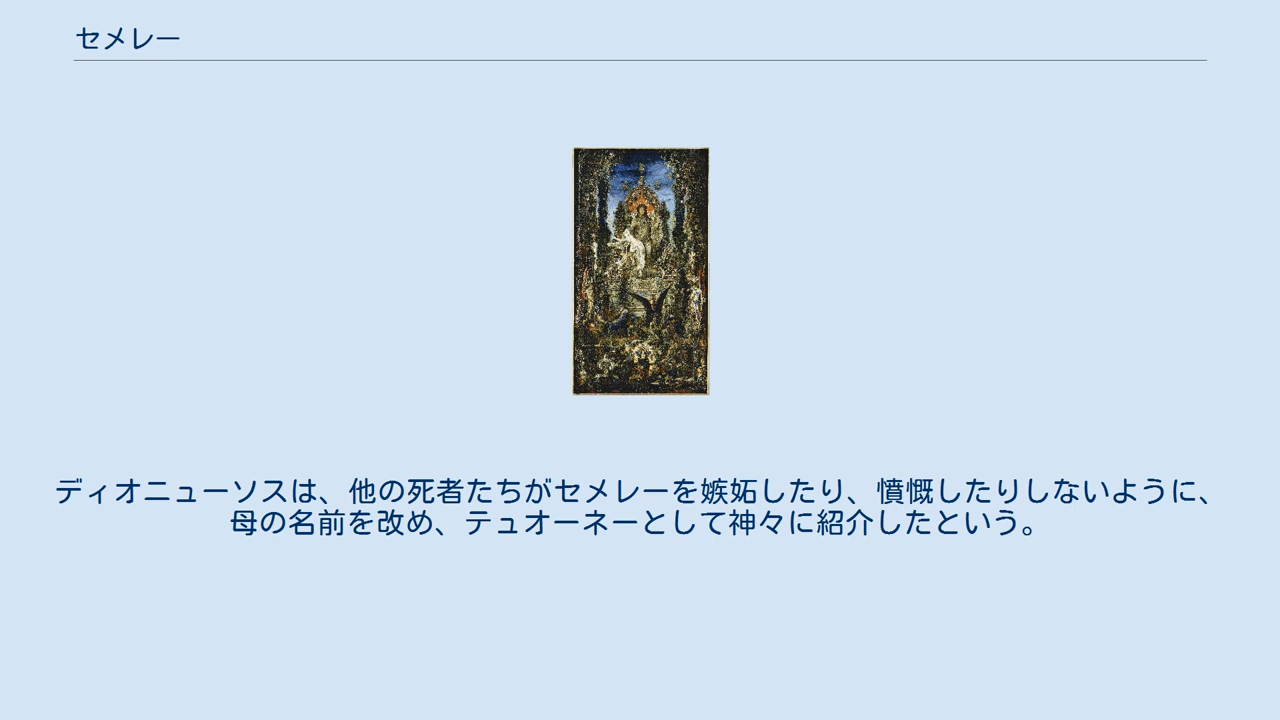 セメレー
ディオニューソスは、他の死者たちがセメレーを嫉妬したり、憤慨したりしないように、
母の名前を改め、テュオーネーとして神々に紹介したという。